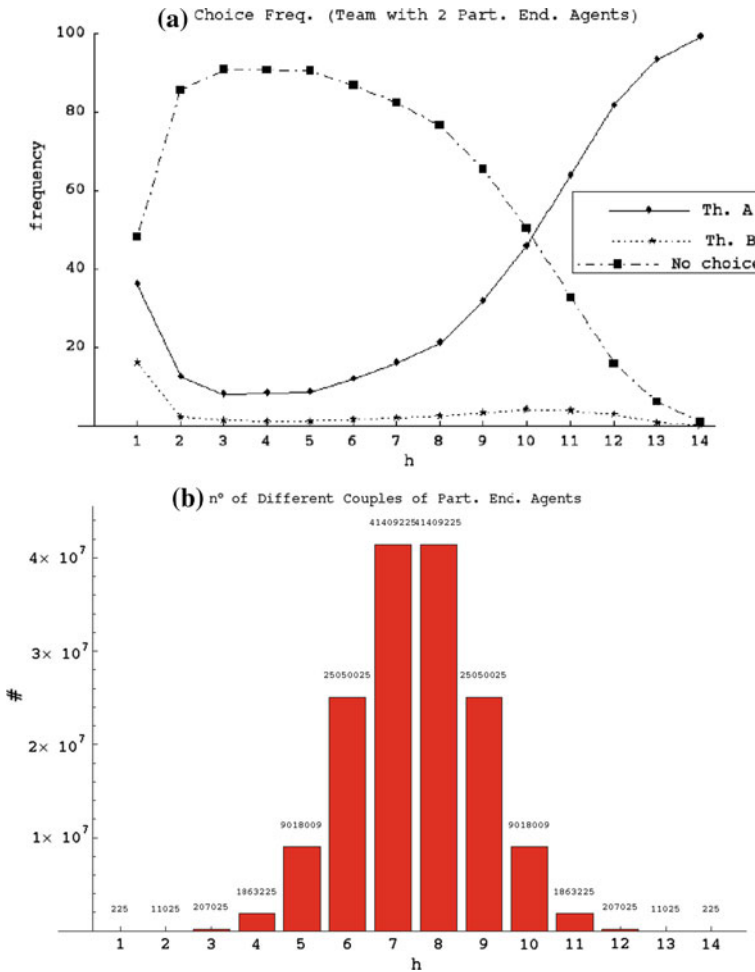 (a) Choice Freq. (Team with 2 Part. End. Agents)
100
80
60
40
20
frequency
1 2 3 4 5 6 7 8 9 10 11 12 13 14
h
Th. A
Th. B
No choice
(b) nº of Different Couples of Part. End. Agents
41409225 41409225
4× 10^7
3× 10^7
25050025 25050025
#
2× 10^7
9018009 9018009
1× 10^7
1863225 1863225
225 11025 207025 207025 11025 225
1 2 3 4 5 6 7 8 9 10 11 12 13 14
h